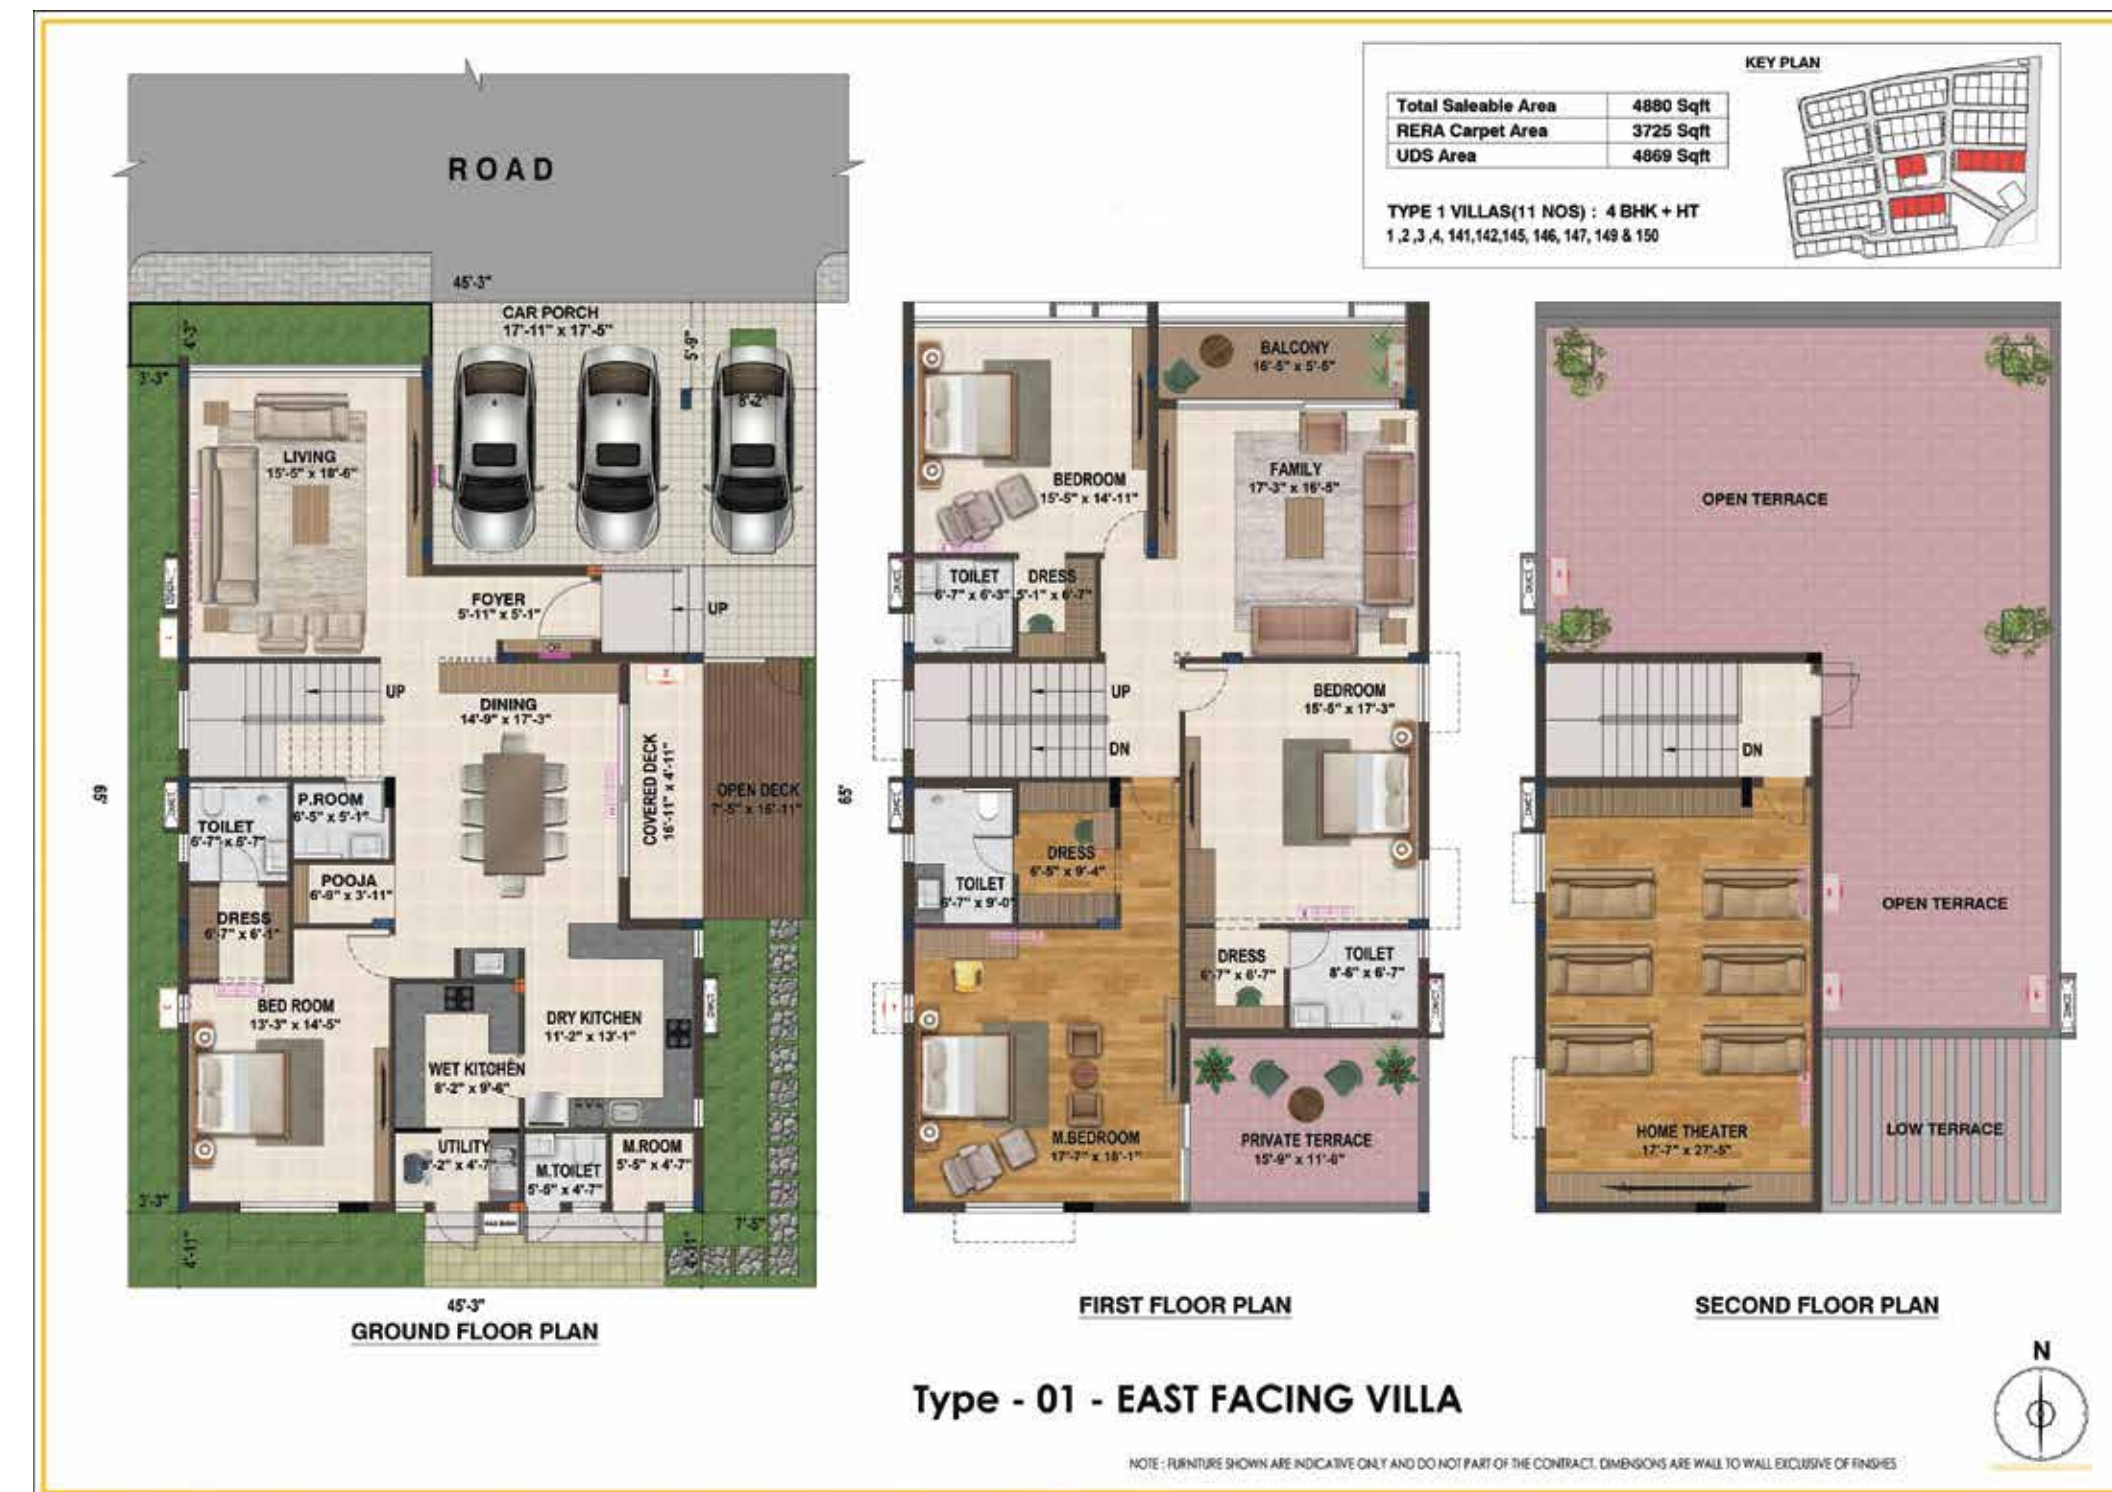 KEY PLAN
Total Saleable Area 4880 Sqft
RERA Carpet Area 3725 Sqft
UDS Area 4869 Sqft
TYPE 1 VILLAS(11 NOS) : 4 BHK + HT
1 ,2 ,3 ,4, 141,142,145, 146, 147, 149 & 150
ROAD
45'-3"
CAR PORCH
17'-11" x 17'-5"
4'-3"
5'-9"
3'-3"
LIVING
15'-5" x 18'-6"
FOYER
5'-11" x 5'-1"
UP
UP
DINING
14'-9" x 17'-3"
COVERED DECK
16'-11" x 4'-11"
OPEN DECK
65'
P.ROOM
6'-5" x 5'-1"
TOILET
POOJA
DRESS
6'-7" x 6'-1"
BED ROOM
13'-3" x 14'-5"
DRY KITCHEN
11'-2" x 13'-1"
WET KITCHEN
8'-2" x 9'-6"
UTILITY
M.TOILET
5'-5" x 4'-7"
M.ROOM
5'-5" x 4'-7"
3'-3"
7'-5"
4'-11"
4'-11"
45'-3"
GROUND FLOOR PLAN
BALCONY
16'-5" x 5'-5"
BEDROOM
15'-5" x 14'-11"
FAMILY
17'-3" x 16'-5"
TOILET
6'-7" x 6'-3"
DRESS
5'-1" x 6'-7"
UP
BEDROOM
15'-5" x 17'-3"
DN
65'
DRESS
6'-5" x 9'-4"
TOILET
6'-7" x 9'-0"
DRESS
6'-7" x 6'-7"
TOILET
8'-6" x 6'-7"
M.BEDROOM
PRIVATE TERRACE
15'-9" x 11'-6"
FIRST FLOOR PLAN
OPEN TERRACE
DN
OPEN TERRACE
HOME THEATER
17'-7" x 27'-5"
LOW TERRACE
SECOND FLOOR PLAN
N
Type - 01 - EAST FACING VILLA
NOTE : FURNITURE SHOWN ARE INDICATIVE ONLY AND DO NOT PART OF THE CONTRACT. DIMENSIONS ARE WALL TO WALL EXCLUSIVE OF FINISHES